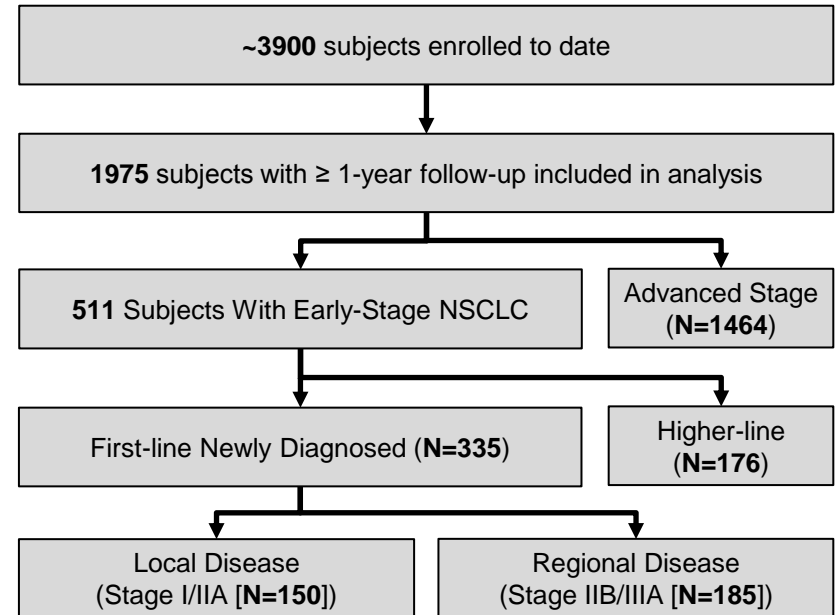 ~3900 subjects enrolled to date
1975 subjects with ≥ 1-year follow-up included in analysis
511 Subjects With Early-Stage NSCLC
Advanced Stage
(N=1464)
First-line Newly Diagnosed (N=335)
Higher-line
(N=176)
Local Disease
(Stage I/IIA [N=150])
Regional Disease
(Stage IIB/IIIA [N=185])